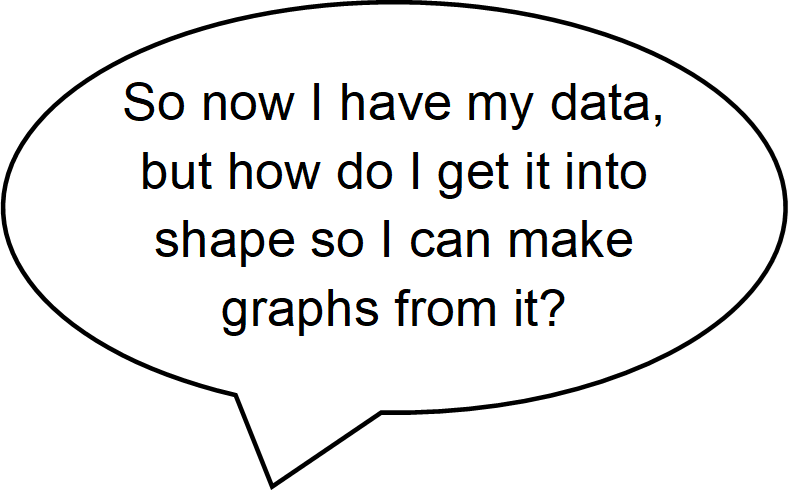 So now I have my data,
but how do I get it into
shape so I can make
graphs from it?